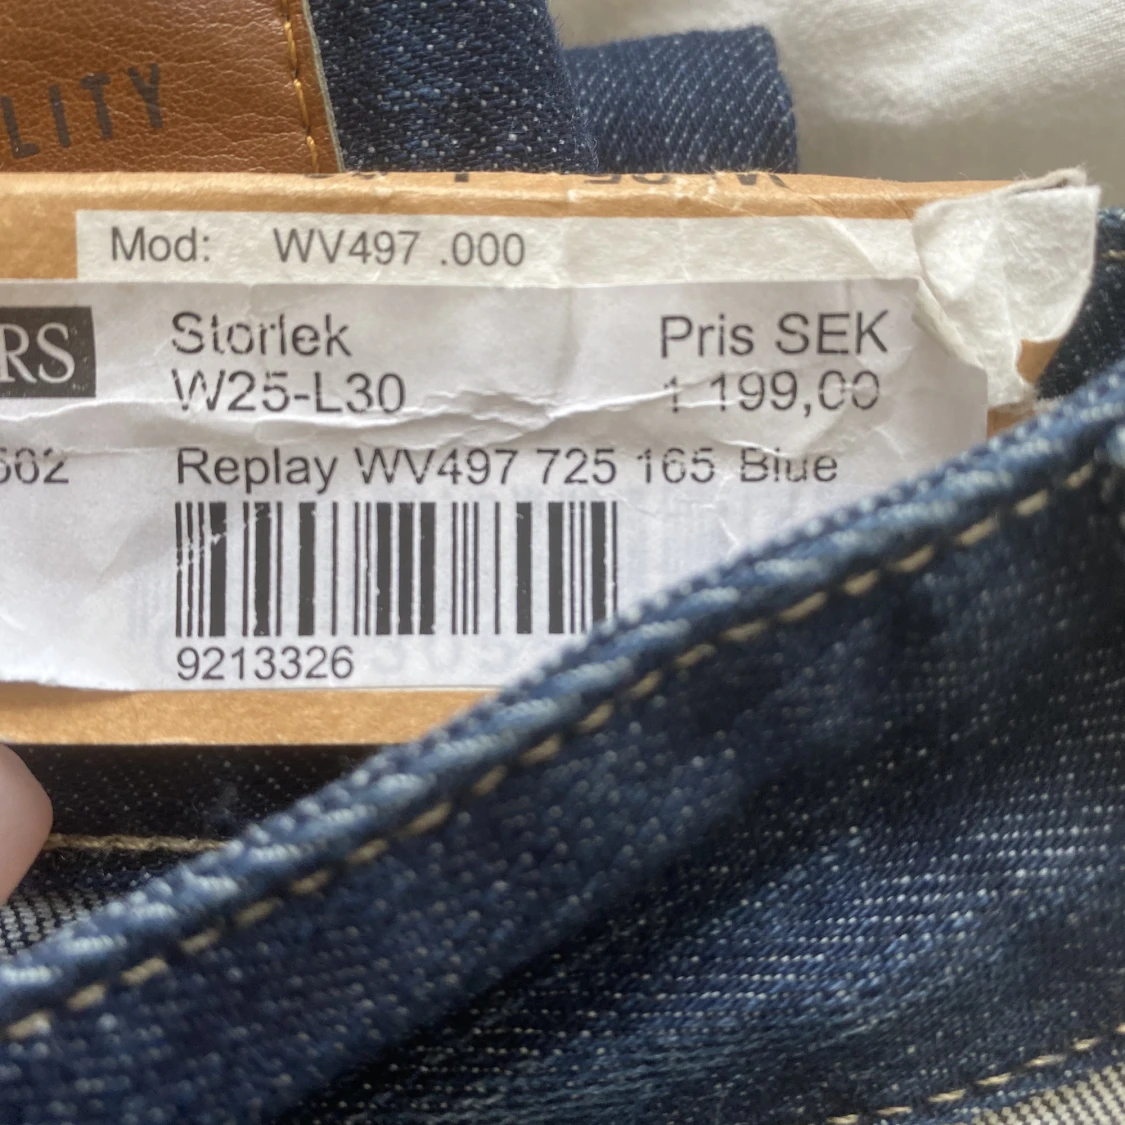 LITY
Mod: WV497 .000
RS
Storlek Pris SEK
W25-L30 1 199,00
562 Replay WV497 725 165 Blue
9213326